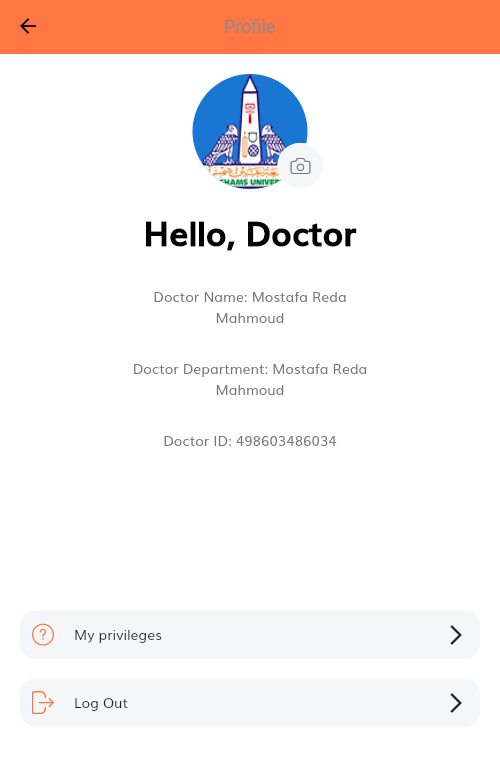 Profile
SHAMS UNIVER
Hello, Doctor
Doctor Name: Mostafa Reda
Mahmoud
Doctor Department: Mostafa Reda
Mahmoud
Doctor ID: 498603486034
My privileges
Log Out